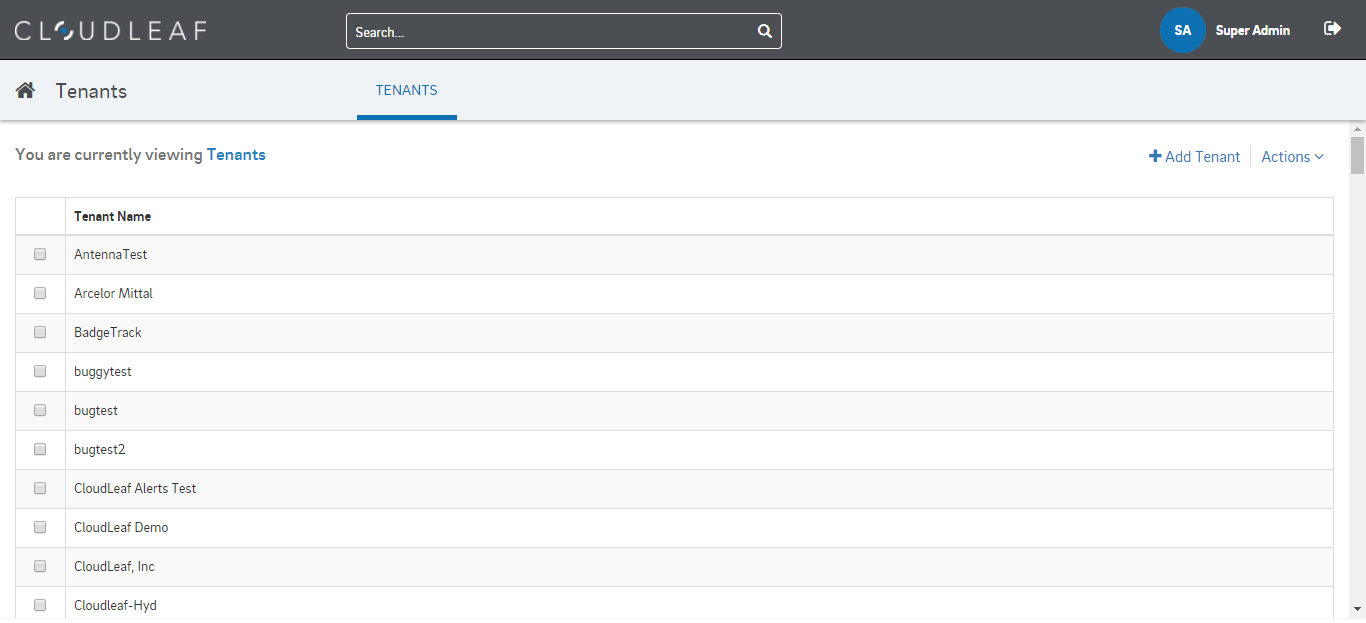 CLOUDLEAF
Search...
SA
Super Admin
Tenants
TENANTS
You are currently viewing Tenants
Add Tenant
Actions
Tenant Name
AntennaTest
Arcelor Mittal
BadgeTrack
buggytest
bugtest
bugtest2
CloudLeaf Alerts Test
CloudLeaf Demo
CloudLeaf, Inc
Cloudleaf-Hyd